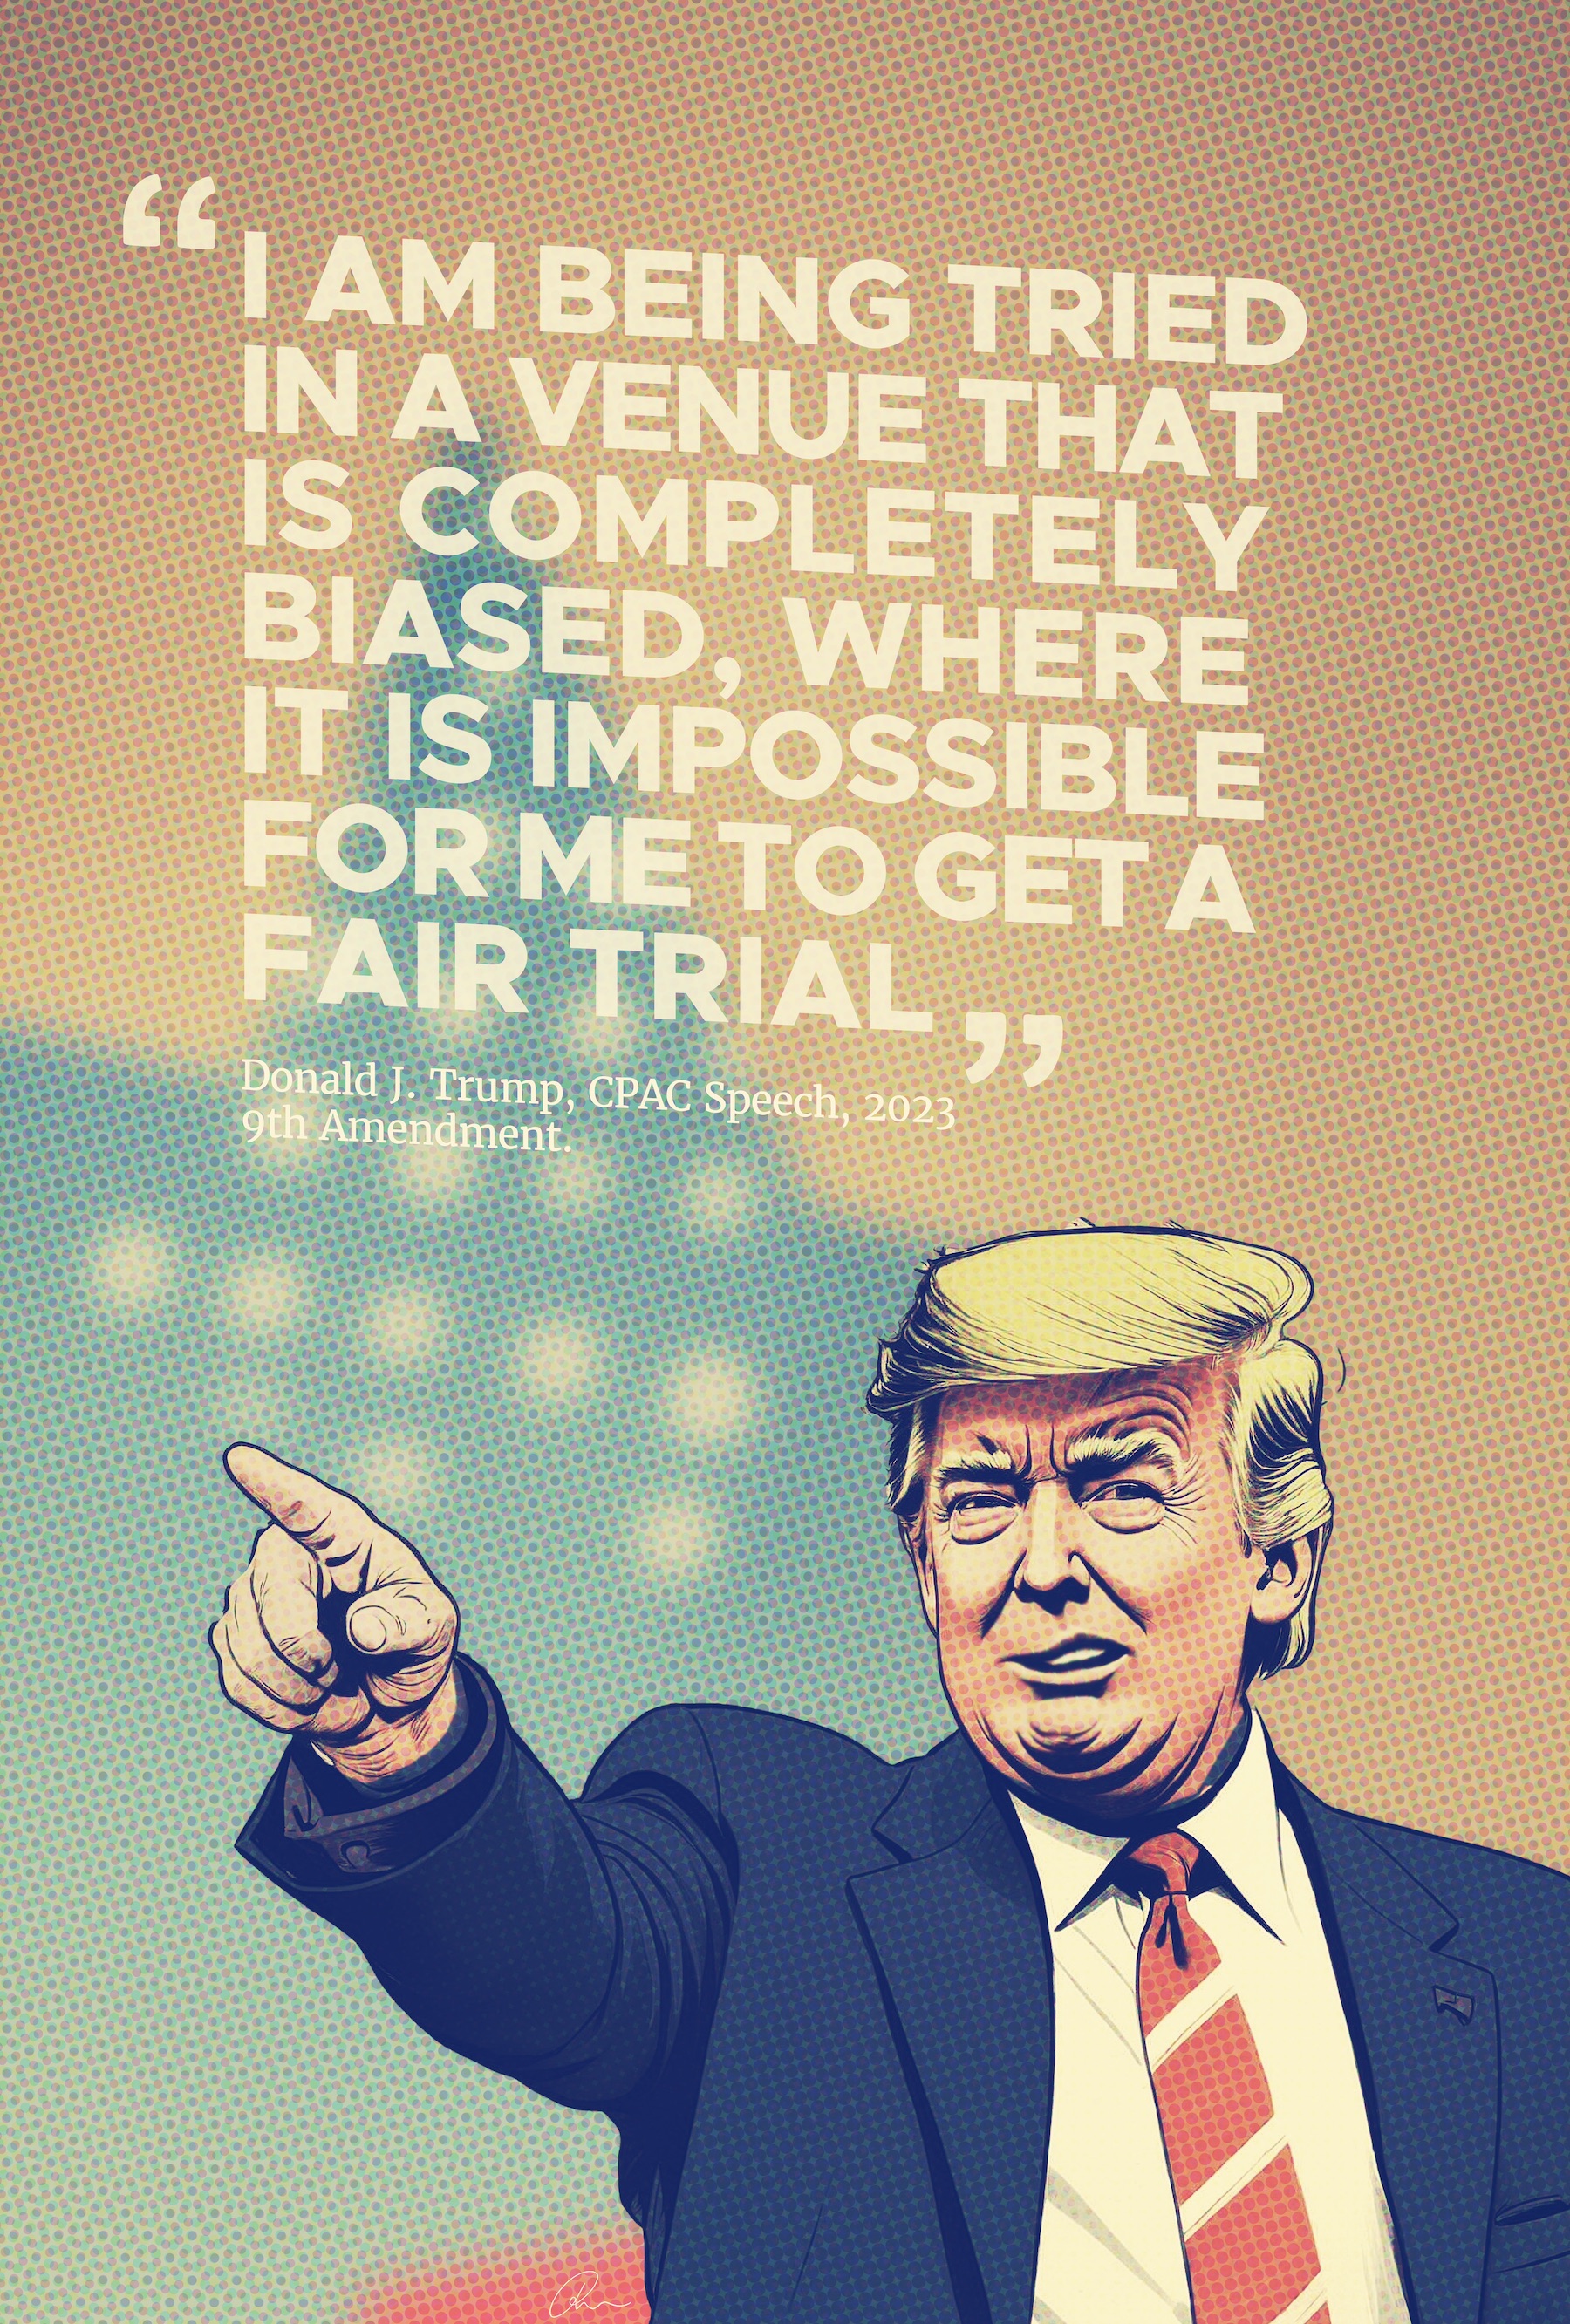 “I AM BEING TRIED
IN A VENUE THAT
IS COMPLETELY
BIASED, WHERE
IT IS IMPOSSIBLE
FOR ME TO GET A
FAIR TRIAL”
Donald J. Trump, CPAC Speech, 2023
9th Amendment.